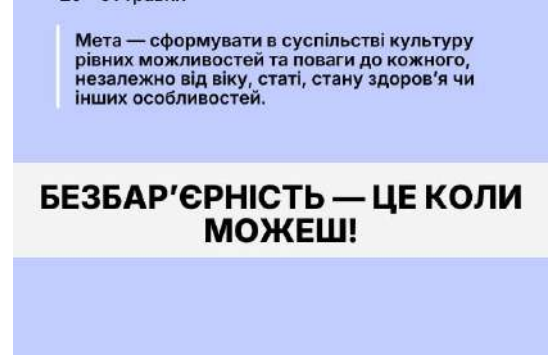 Мета — сформувати в суспільстві культуру
рівних можливостей та поваги до кожного,
незалежно від віку, статі, стану здоров’я чи
інших особливостей.
БЕЗБАР’ЄРНІСТЬ — ЦЕ КОЛИ
МОЖЕШ!